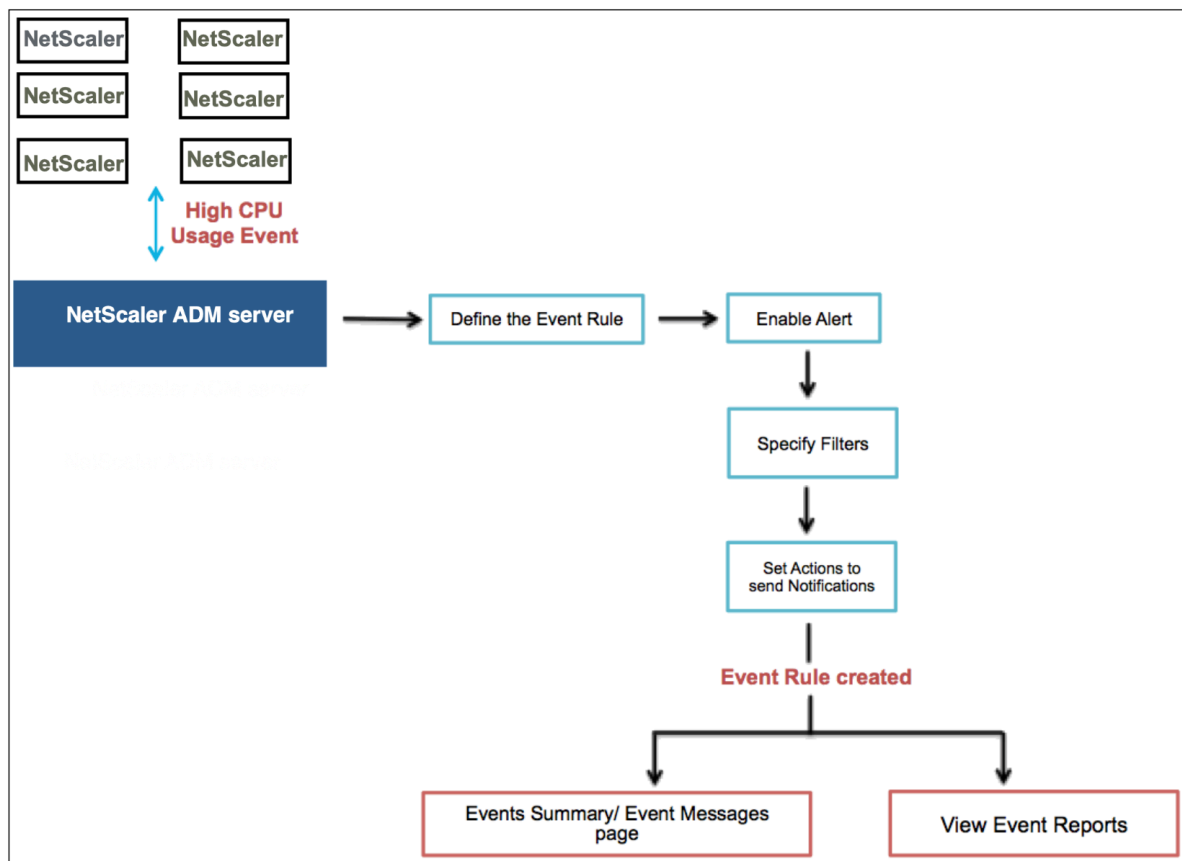 NetScaler
NetScaler
NetScaler
NetScaler
NetScaler
NetScaler
High CPU
Usage Event
NetScaler ADM server
Define the Event Rule
Enable Alert
Specify Filters
Set Actions to
send Notifications
Event Rule created
Events Summary/ Event Messages
page
View Event Reports